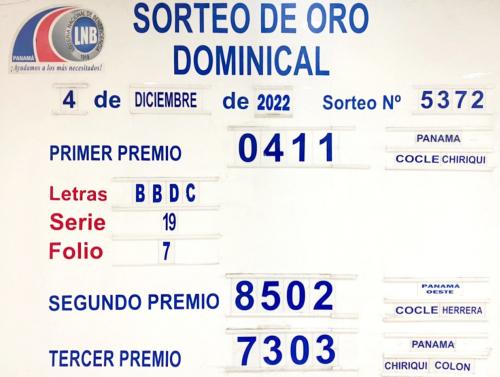 SORTEO DE ORO
DOMINICAL
LNB
PANAMÁ
¡Ayudamos a los más necesitados!
4 de DICIEMBRE de 2022 Sorteo Nº 5372
PRIMER PREMIO 0411 PANAMA
COCLE CHIRIQUI
Letras B B D C
Serie 19
Folio 7
SEGUNDO PREMIO 8502 PANAMÁ OESTE
COCLE HERRERA
TERCER PREMIO 7303 PANAMA
CHIRIQUI COLON